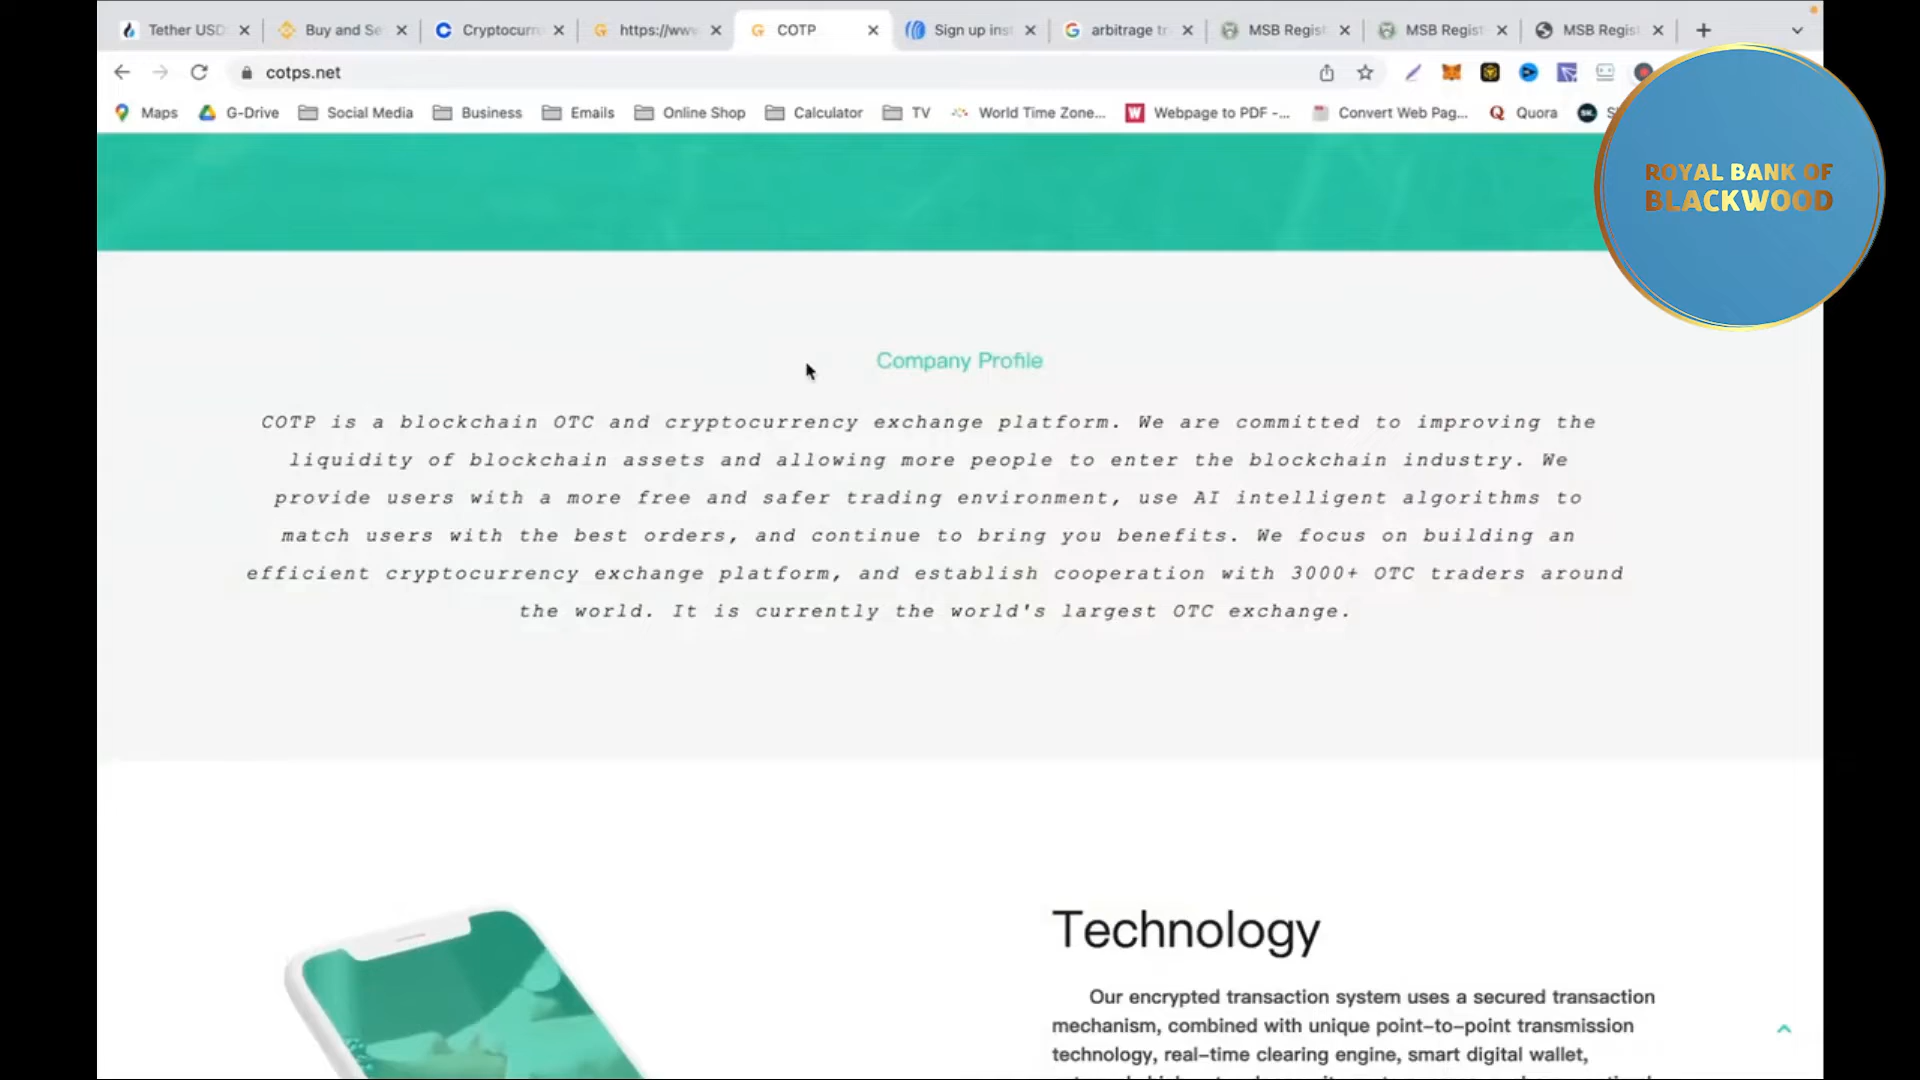 Tether USD
Buy and Se
Cryptocurr
https://www
COTP
Sign up inst
arbitrage tr
MSB Regist
MSB Regist
MSB Regist
cotps.net
Maps
G-Drive
Social Media
Business
Emails
Online Shop
Calculator
TV
World Time Zone...
Webpage to PDF -...
Convert Web Pag...
Quora
ROYAL BANK OF
BLACKWOOD
Company Profile
COTP is a blockchain OTC and cryptocurrency exchange platform. We are committed to improving the
liquidity of blockchain assets and allowing more people to enter the blockchain industry. We
provide users with a more free and safer trading environment, use AI intelligent algorithms to
match users with the best orders, and continue to bring you benefits. We focus on building an
efficient cryptocurrency exchange platform, and establish cooperation with 3000+ OTC traders around
the world. It is currently the world's largest OTC exchange.
Technology
Our encrypted transaction system uses a secured transaction
mechanism, combined with unique point-to-point transmission
technology, real-time clearing engine, smart digital wallet,